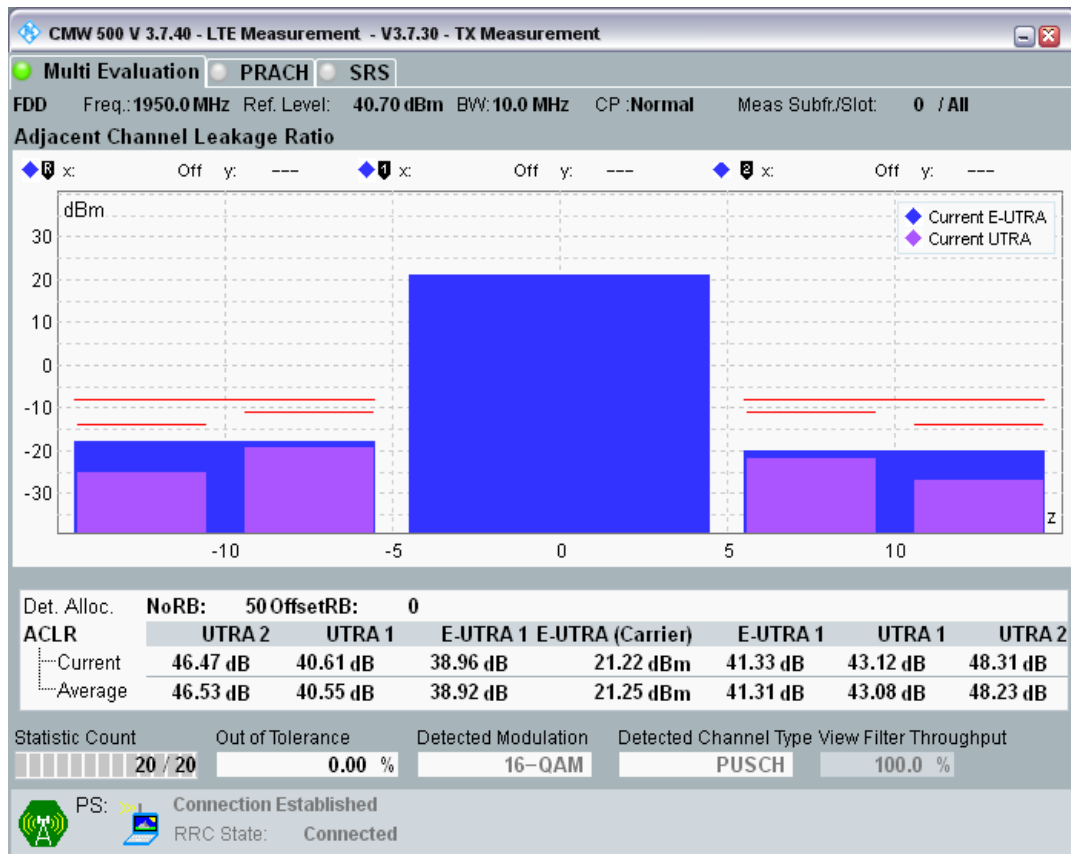 CMW 500 V 3.7.40 - LTE Measurement - V3.7.30 - TX Measurement
Multi Evaluation PRACH SRS
FDD Freq.: 1950.0 MHz Ref. Level: 40.70 dBm BW: 10.0 MHz CP :Normal Meas Subfr./Slot: 0 / All
Adjacent Channel Leakage Ratio
R x: Off y: --- 1 x: Off y: --- 2 x: Off y: ---
dBm
Current E-UTRA
Current UTRA
30
20
10
0
-10
-20
-30
z
-10 -5 0 5 10
Det. Alloc. NoRB: 50 OffsetRB: 0
ACLR UTRA 2 UTRA 1 E-UTRA 1 E-UTRA (Carrier) E-UTRA 1 UTRA 1 UTRA 2
Current 46.47 dB 40.61 dB 38.96 dB 21.22 dBm 41.33 dB 43.12 dB 48.31 dB
Average 46.53 dB 40.55 dB 38.92 dB 21.25 dBm 41.31 dB 43.08 dB 48.23 dB
Statistic Count Out of Tolerance Detected Modulation Detected Channel Type View Filter Throughput
20 / 20 0.00 % 16-QAM PUSCH 100.0 %
PS: Connection Established
RRC State: Connected